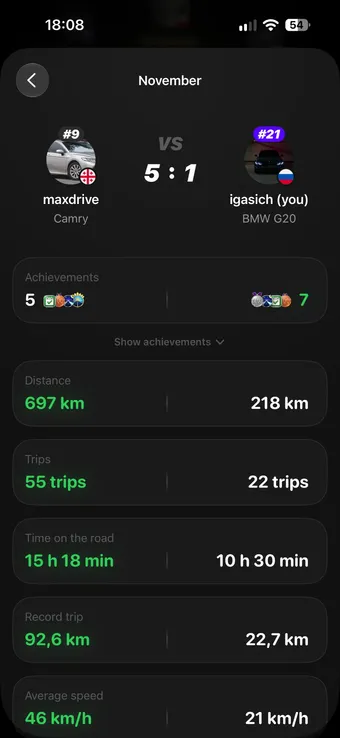 18:08
54
November
#9
VS
#21
5 : 1
maxdrive
igasich (you)
Camry
BMW G20
Achievements
5
7
Show achievements
Distance
697 km
218 km
Trips
55 trips
22 trips
Time on the road
15 h 18 min
10 h 30 min
Record trip
92,6 km
22,7 km
Average speed
46 km/h
21 km/h